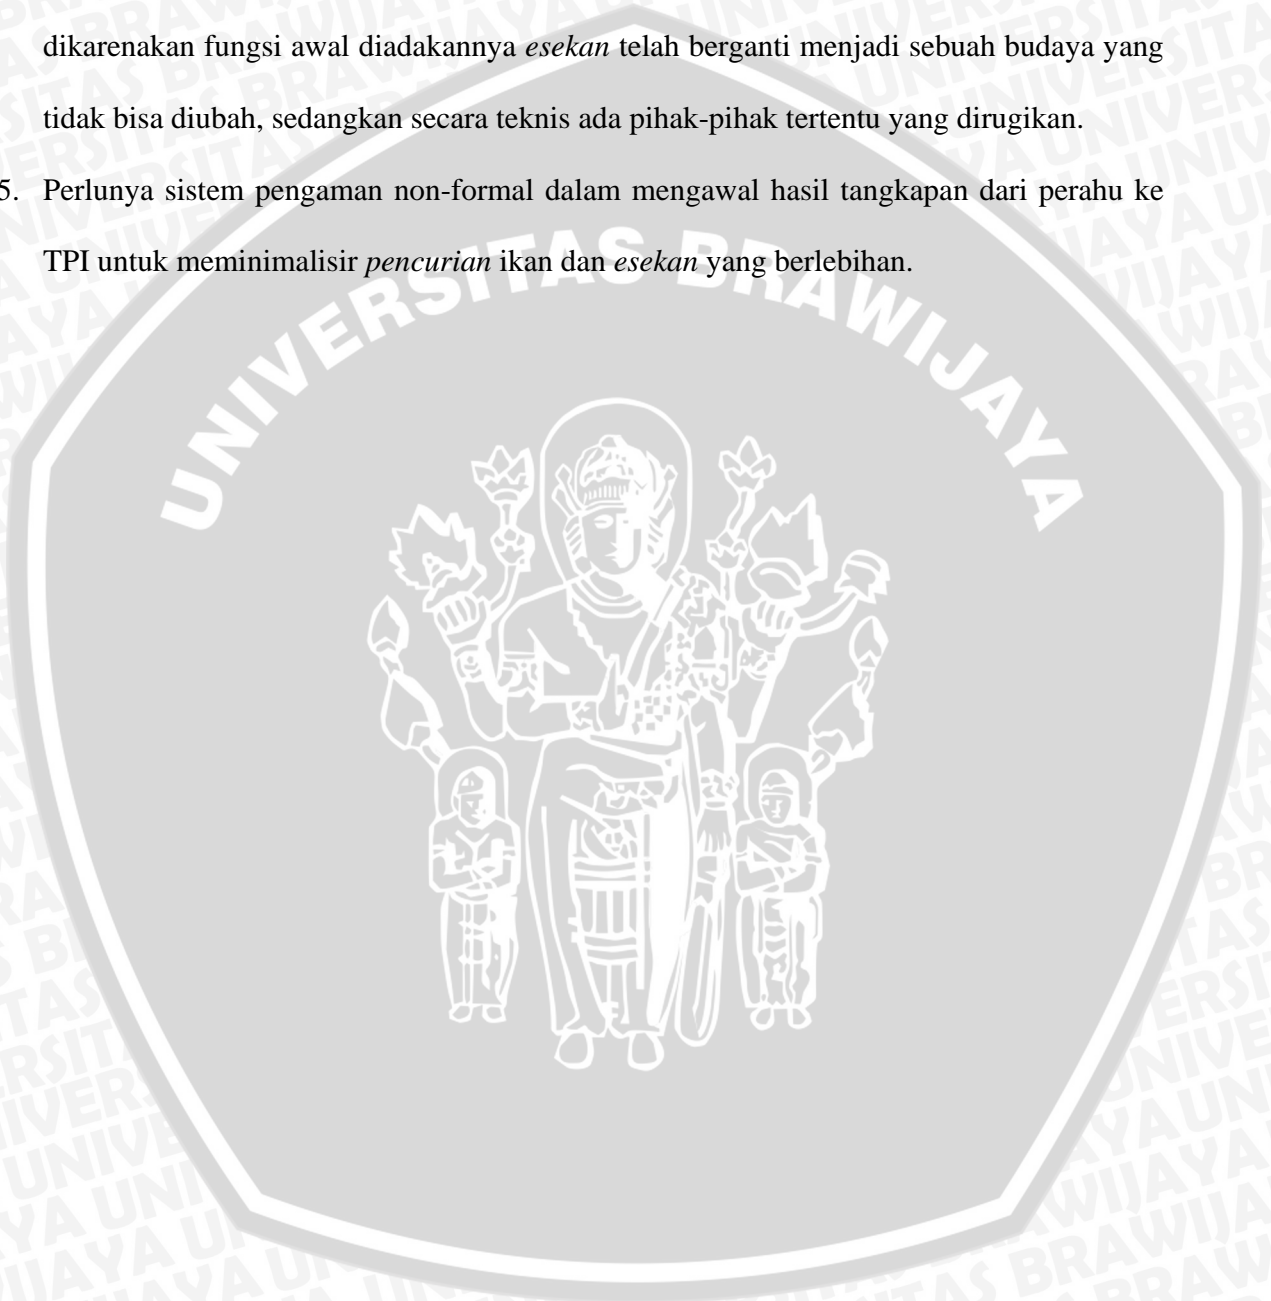 dikarenakan fungsi awal diadakannya esekan telah berganti menjadi sebuah budaya yang
tidak bisa diubah, sedangkan secara teknis ada pihak-pihak tertentu yang dirugikan.
5. Perlunya sistem pengaman non-formal dalam mengawal hasil tangkapan dari perahu ke
TPI untuk meminimalisir pencurian ikan dan esekan yang berlebihan.
UNIVERSITAS BRAWIJAYA